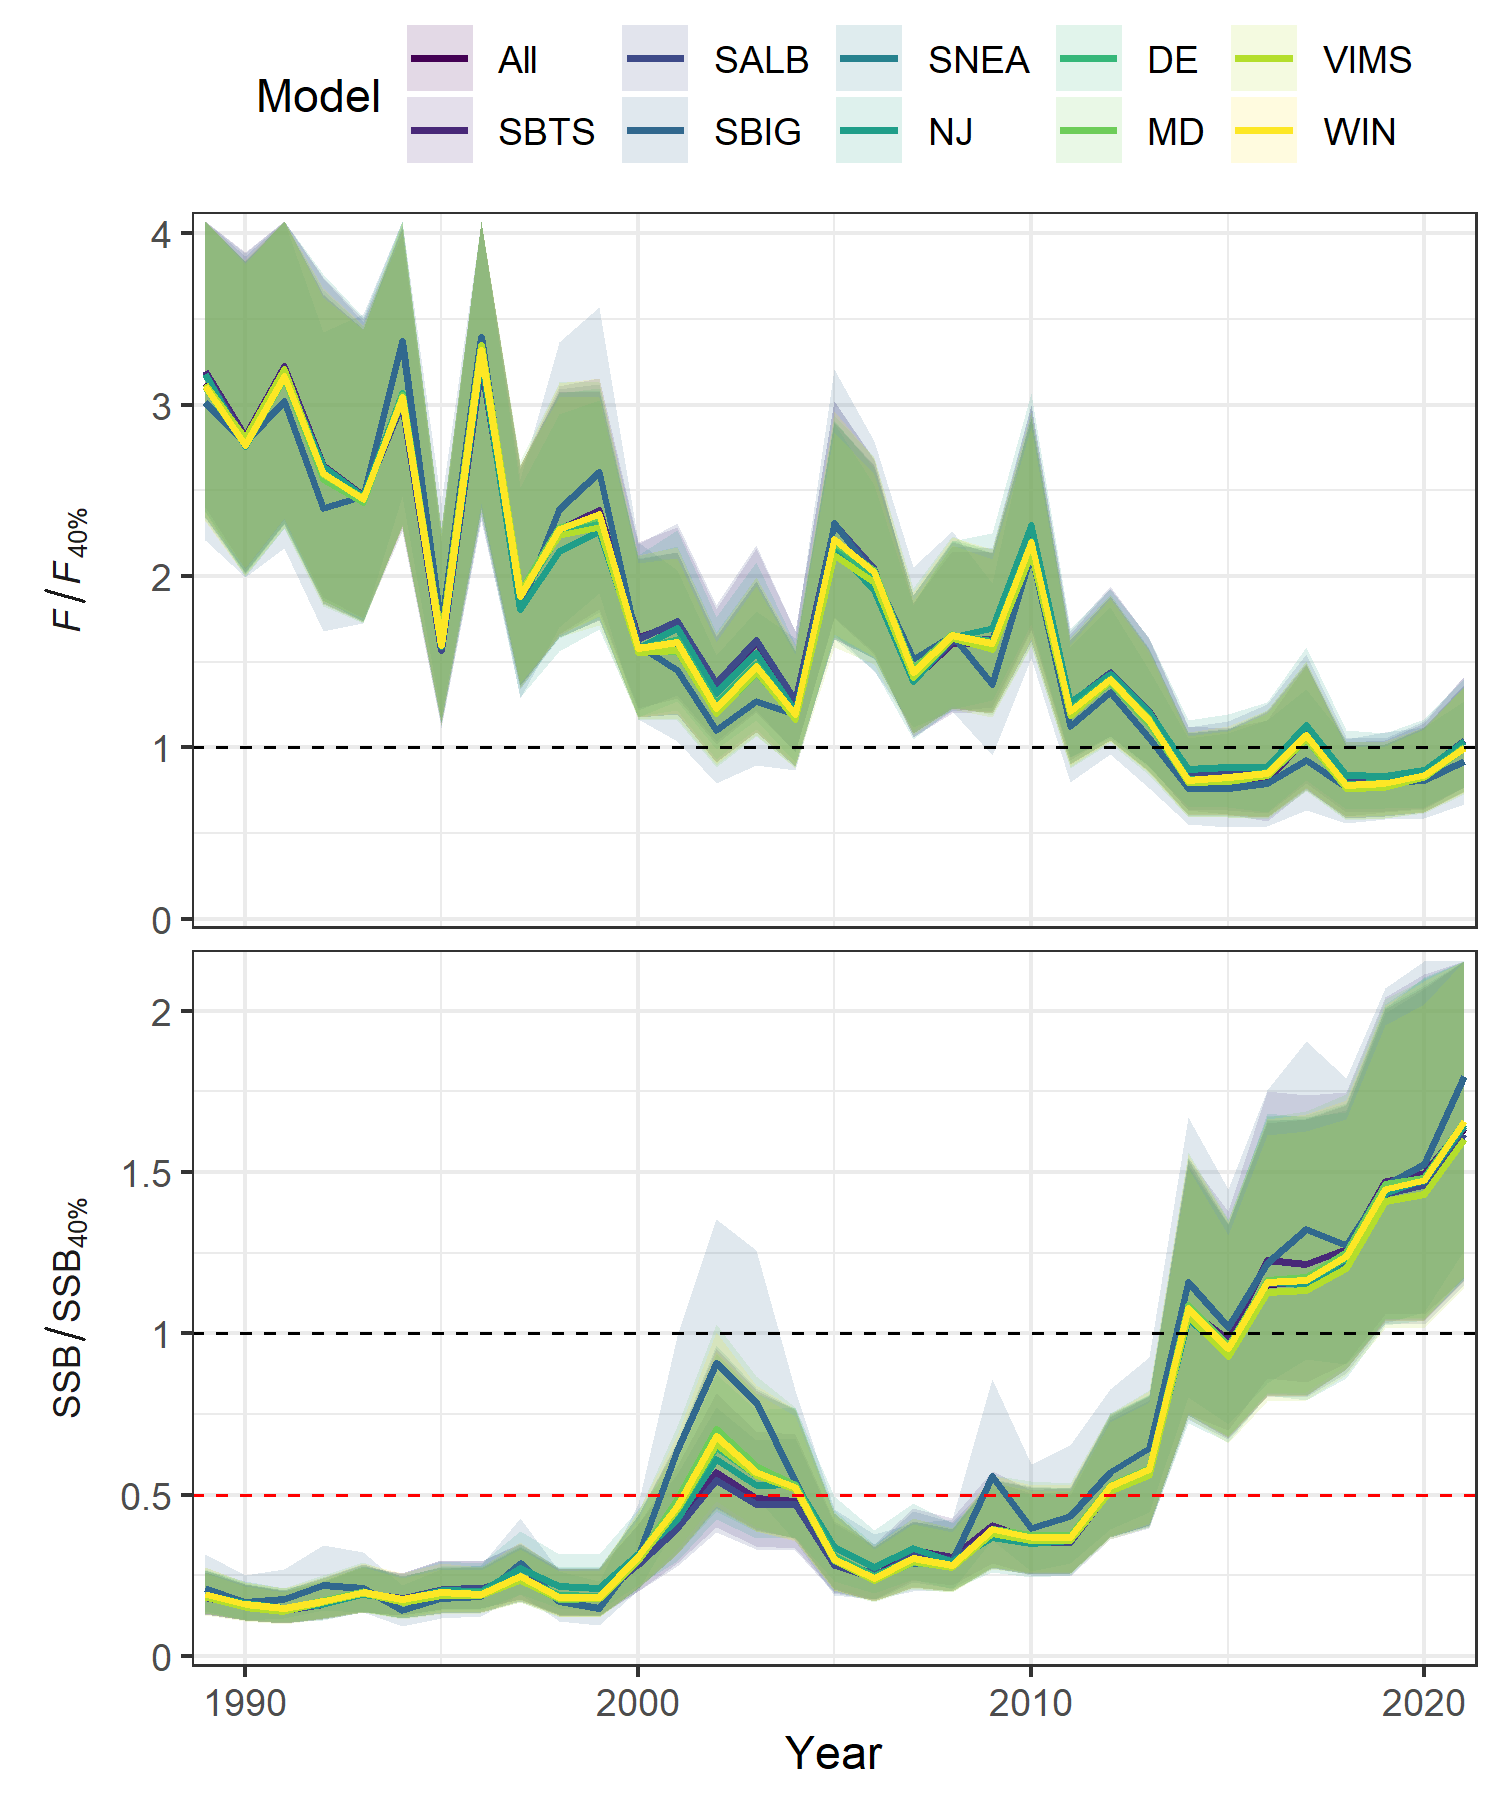 Model
All
SALB
SNEA
DE
VIMS
SBTS
SBIG
NJ
MD
WIN
4
3
2
1
0
F / F40%
2
1.5
1
0.5
0
SSB / SSB40%
1990 2000 2010 2020
Year